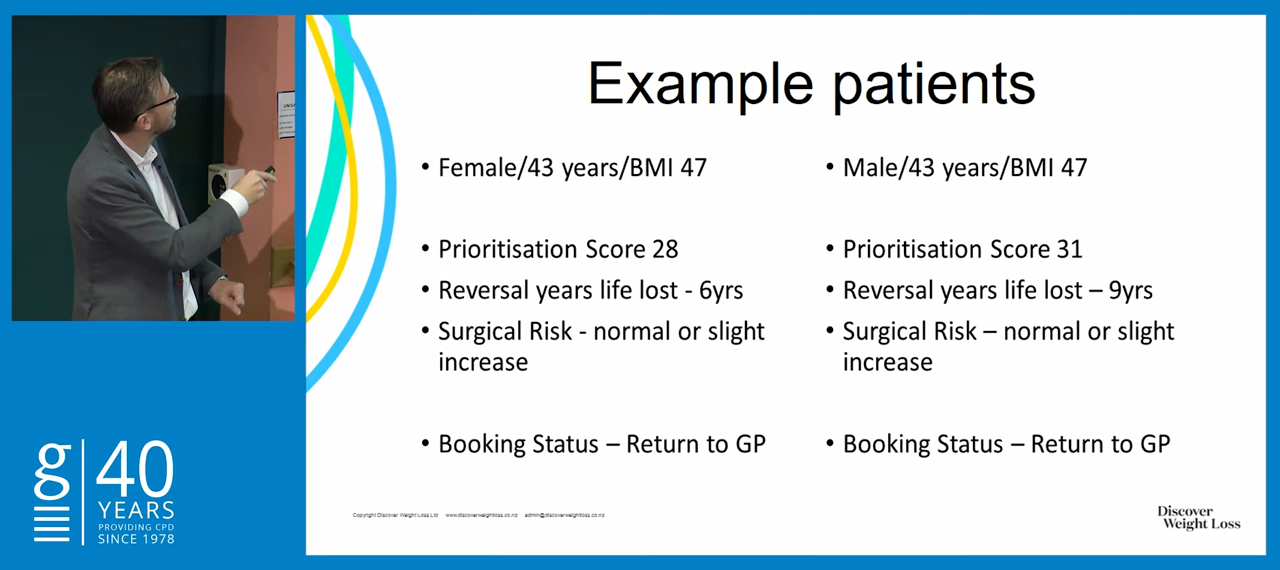 Example patients
• Female/43 years/BMI 47
• Prioritisation Score 28
• Reversal years life lost - 6yrs
• Surgical Risk - normal or slight
increase
• Booking Status – Return to GP
• Male/43 years/BMI 47
• Prioritisation Score 31
• Reversal years life lost – 9yrs
• Surgical Risk – normal or slight
increase
• Booking Status – Return to GP
Copyright Discover Weight Loss Ltd www.discoverweightloss.co.nz admin@discoverweightloss.co.nz
Discover
Weight Loss
g
40
YEARS
PROVIDING CPD
SINCE 1978